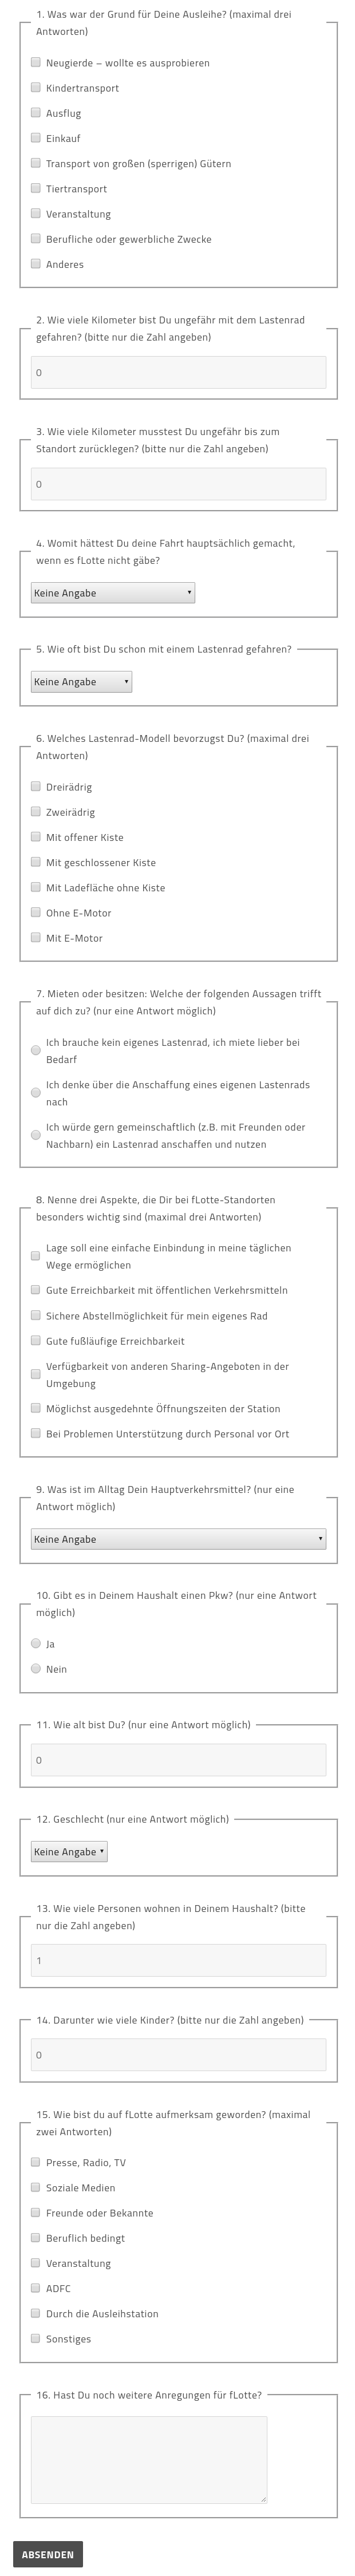 1. Was war der Grund für Deine Ausleihe? (maximal drei
Antworten)
Neugierde – wollte es ausprobieren
Kindertransport
Ausflug
Einkauf
Transport von großen (sperrigen) Gütern
Tiertransport
Veranstaltung
Berufliche oder gewerbliche Zwecke
Anderes
2. Wie viele Kilometer bist Du ungefähr mit dem Lastenrad
gefahren? (bitte nur die Zahl angeben)
0
3. Wie viele Kilometer musstest Du ungefähr bis zum
Standort zurücklegen? (bitte nur die Zahl angeben)
0
4. Womit hättest Du deine Fahrt hauptsächlich gemacht,
wenn es fLotte nicht gäbe?
Keine Angabe
5. Wie oft bist Du schon mit einem Lastenrad gefahren?
Keine Angabe
6. Welches Lastenrad-Modell bevorzugst Du? (maximal drei
Antworten)
Dreirädrig
Zweirädrig
Mit offener Kiste
Mit geschlossener Kiste
Mit Ladefläche ohne Kiste
Ohne E-Motor
Mit E-Motor
7. Mieten oder besitzen: Welche der folgenden Aussagen trifft
auf dich zu? (nur eine Antwort möglich)
Ich brauche kein eigenes Lastenrad, ich miete lieber bei
Bedarf
Ich denke über die Anschaffung eines eigenen Lastenrads
nach
Ich würde gern gemeinschaftlich (z.B. mit Freunden oder
Nachbarn) ein Lastenrad anschaffen und nutzen
8. Nenne drei Aspekte, die Dir bei fLotte-Standorten
besonders wichtig sind (maximal drei Antworten)
Lage soll eine einfache Einbindung in meine täglichen
Wege ermöglichen
Gute Erreichbarkeit mit öffentlichen Verkehrsmitteln
Sichere Abstellmöglichkeit für mein eigenes Rad
Gute fußläufige Erreichbarkeit
Verfügbarkeit von anderen Sharing-Angeboten in der
Umgebung
Möglichst ausgedehnte Öffnungszeiten der Station
Bei Problemen Unterstützung durch Personal vor Ort
9. Was ist im Alltag Dein Hauptverkehrsmittel? (nur eine
Antwort möglich)
Keine Angabe
10. Gibt es in Deinem Haushalt einen Pkw? (nur eine Antwort
möglich)
Ja
Nein
11. Wie alt bist Du? (nur eine Antwort möglich)
0
12. Geschlecht (nur eine Antwort möglich)
Keine Angabe
13. Wie viele Personen wohnen in Deinem Haushalt? (bitte
nur die Zahl angeben)
1
14. Darunter wie viele Kinder? (bitte nur die Zahl angeben)
0
15. Wie bist du auf fLotte aufmerksam geworden? (maximal
zwei Antworten)
Presse, Radio, TV
Soziale Medien
Freunde oder Bekannte
Beruflich bedingt
Veranstaltung
ADFC
Durch die Ausleihstation
Sonstiges
16. Hast Du noch weitere Anregungen für fLotte?
ABSENDEN